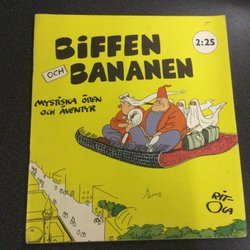 BiFFEN
OCH
BANANEN
2:25
MYSTISKA ÖDEN
OCH ÄVENTYR
RiT-
OLA